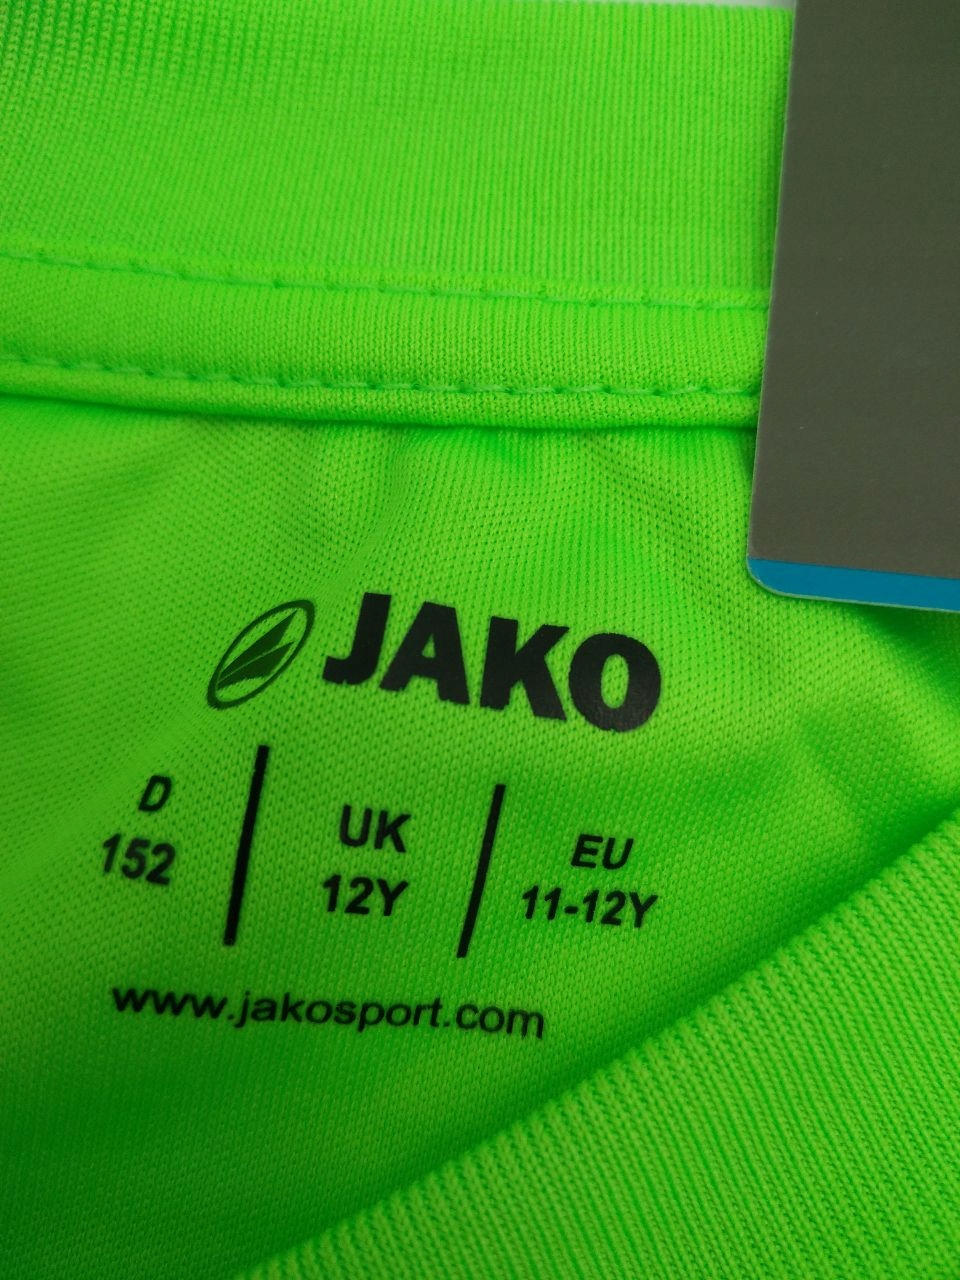 JAKO
D UK EU
152 12Y 11-12Y
www.jakosport.com